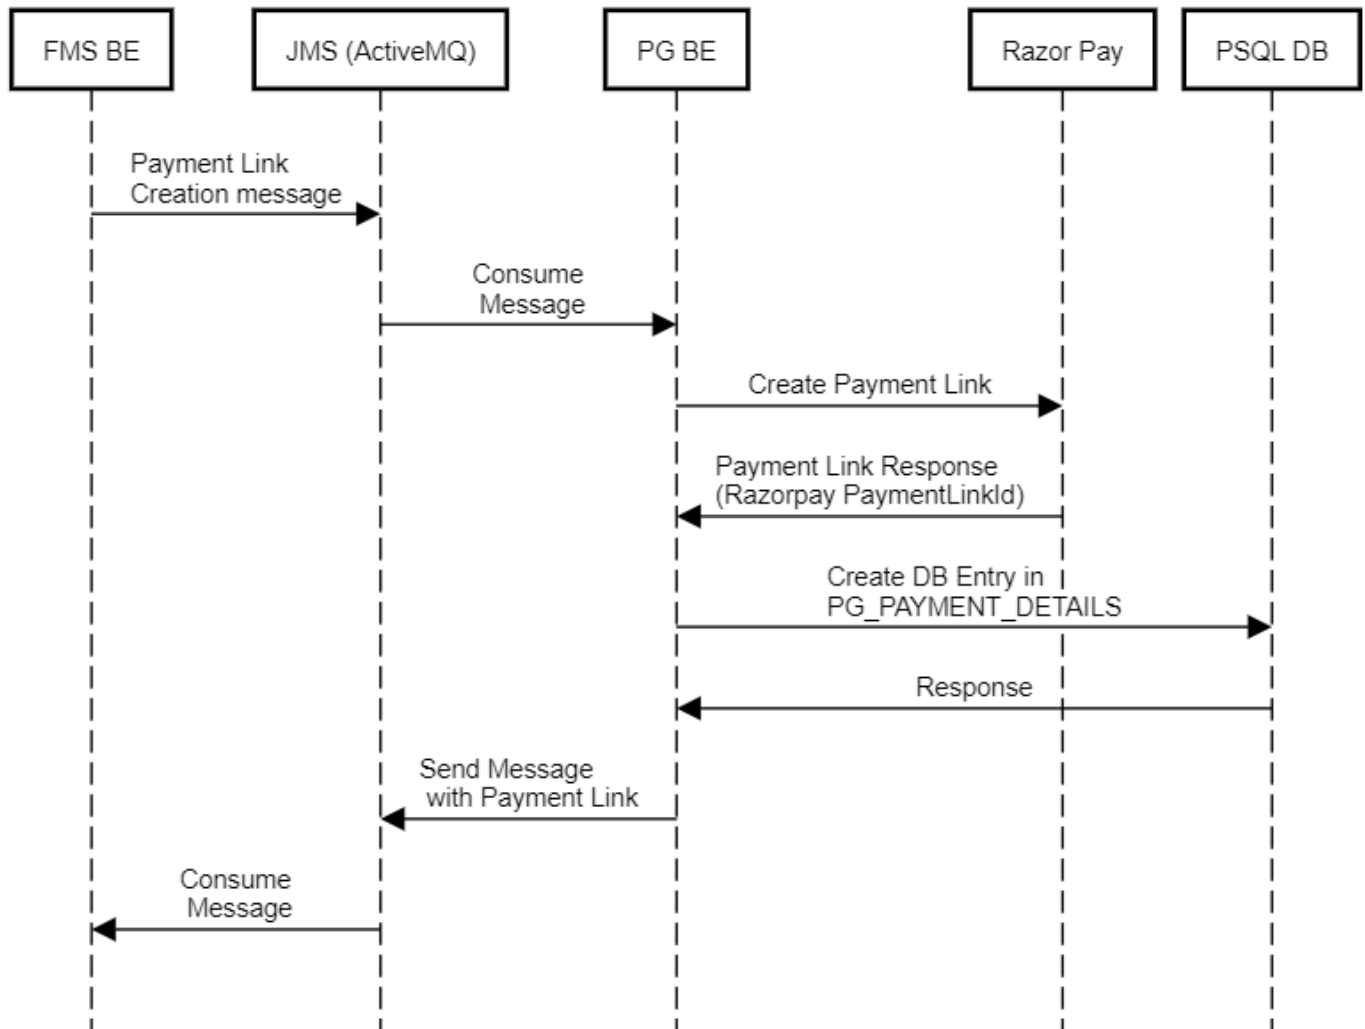 FMS BE
JMS (ActiveMQ)
PG BE
Razor Pay
PSQL DB
Payment Link
Creation message
Consume
Message
Create Payment Link
Payment Link Response
(Razorpay PaymentLinkId)
Create DB Entry in
PG_PAYMENT_DETAILS
Response
Send Message
with Payment Link
Consume
Message